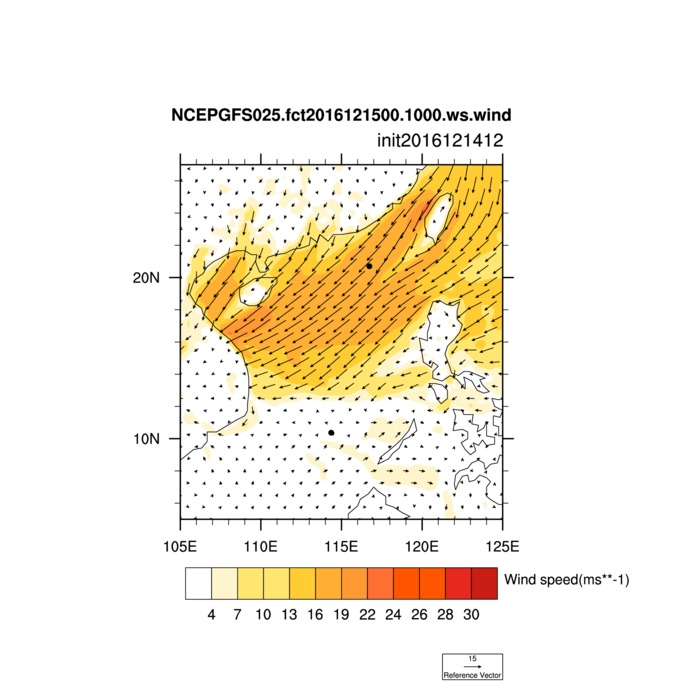 NCEPGFS025.fct2016121500.1000.ws.wind
init2016121412
20N
10N
105E 110E 115E 120E 125E
Wind speed(ms**-1)
4 7 10 13 16 19 22 24 26 28 30
15
Reference Vector